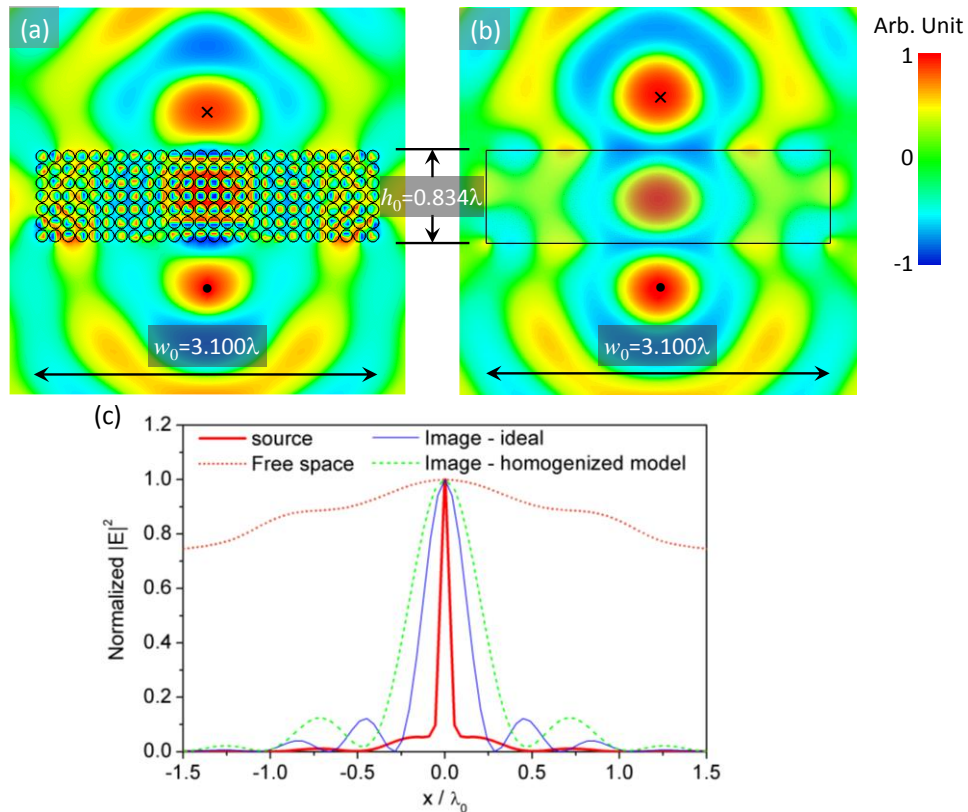 (a)
(b)
Arb. Unit
1
0
-1
h₀=0.834λ
w₀=3.100λ
w₀=3.100λ
(c)
source
Image - ideal
Free space
Image - homogenized model
Normalized |E|²
1.2
1.0
0.8
0.6
0.4
0.2
0.0
-1.5 -1.0 -0.5 0.0 0.5 1.0 1.5
x / λ₀